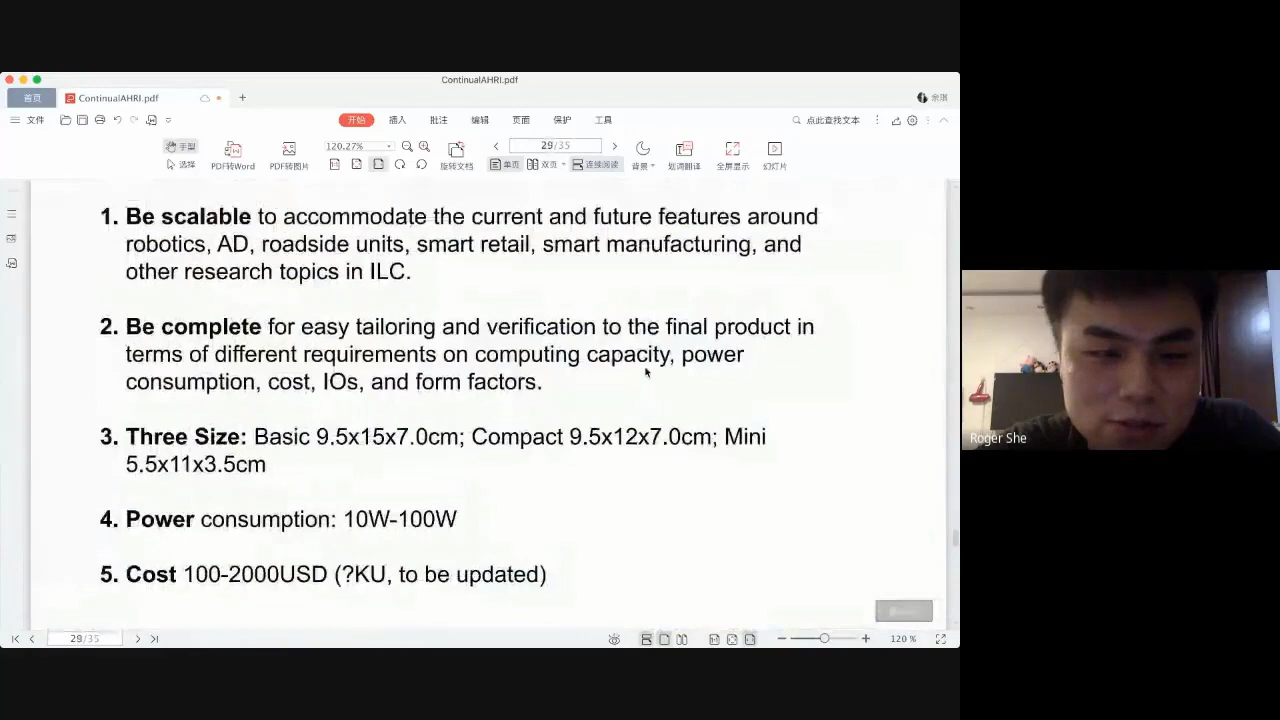 ContinualAHRI.pdf
首页
ContinualAHRI.pdf
+
余琪
文件
开始 插入 批注 编辑 页面 保护 工具
点此查找文本
手型
选择
PDF转Word
PDF转图片
120.27%
旋转文档
29/35
单页 双页 连续阅读
背景
划词翻译
全屏显示
幻灯片
1. Be scalable to accommodate the current and future features around
robotics, AD, roadside units, smart retail, smart manufacturing, and
other research topics in ILC.
2. Be complete for easy tailoring and verification to the final product in
terms of different requirements on computing capacity, power
consumption, cost, IOs, and form factors.
3. Three Size: Basic 9.5x15x7.0cm; Compact 9.5x12x7.0cm; Mini
5.5x11x3.5cm
4. Power consumption: 10W-100W
5. Cost 100-2000USD (?KU, to be updated)
29/35
120 %
Roger She